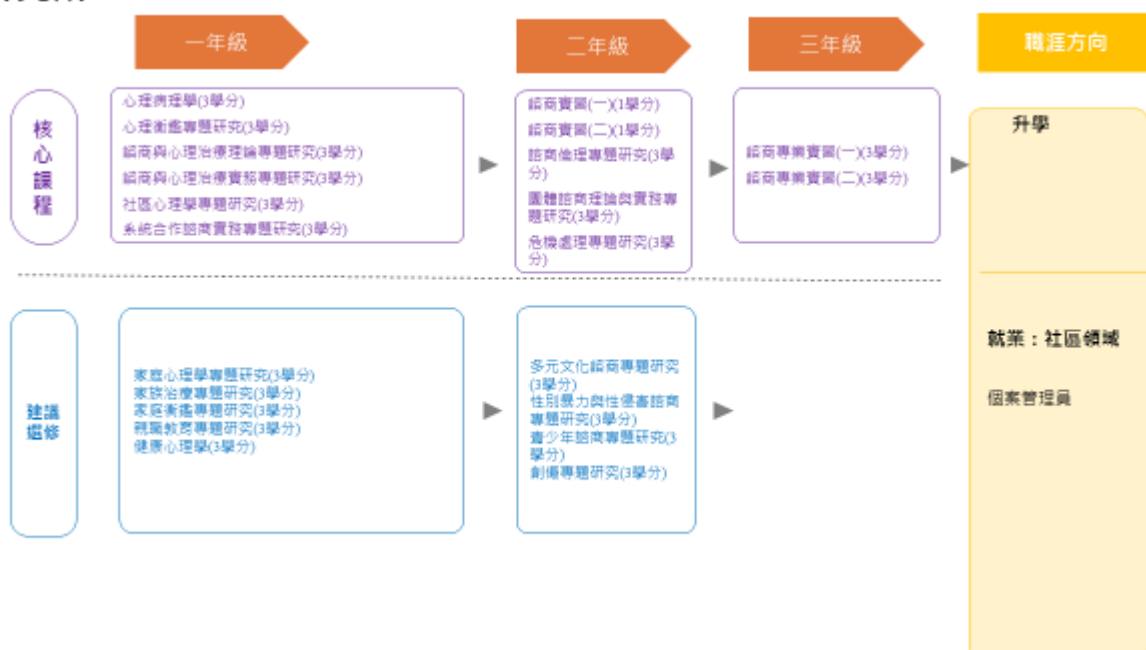 一年級
二年級
三年級
職涯方向
核
心
課
程
心理病理學(3學分)
心理衡鑑專題研究(3學分)
諮商與心理治療理論專題研究(3學分)
諮商與心理治療實務專題研究(3學分)
社區心理學專題研究(3學分)
系統合作諮商實務專題研究(3學分)
諮商實習(一)(1學分)
諮商實習(二)(1學分)
諮商倫理專題研究(3學
分)
團體諮商理論與實務專
題研究(3學分)
危機處理專題研究(3學
分)
諮商專業實習(一)(3學分)
諮商專業實習(二)(3學分)
升學
建議
選修
家庭心理學專題研究(3學分)
家族治療專題研究(3學分)
家庭衡鑑專題研究(3學分)
親職教育專題研究(3學分)
健康心理學(3學分)
多元文化諮商專題研究
(3學分)
性別暴力與性侵害諮商
專題研究(3學分)
青少年諮商專題研究(3
學分)
創傷專題研究(3學分)
就業：社區領域
個案管理員